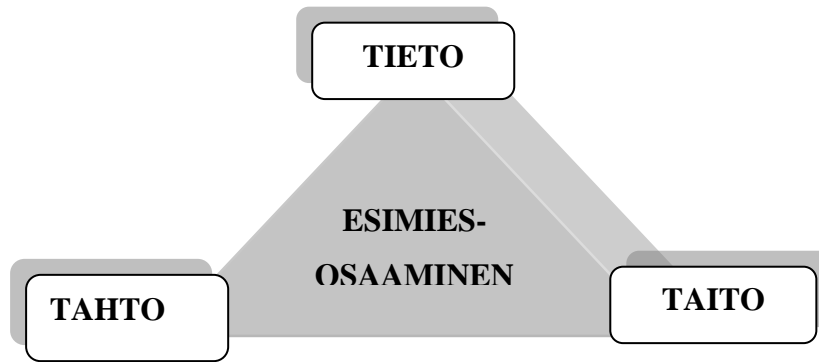 TIETO
ESIMIES-
OSAAMINEN
TAHTO
TAITO